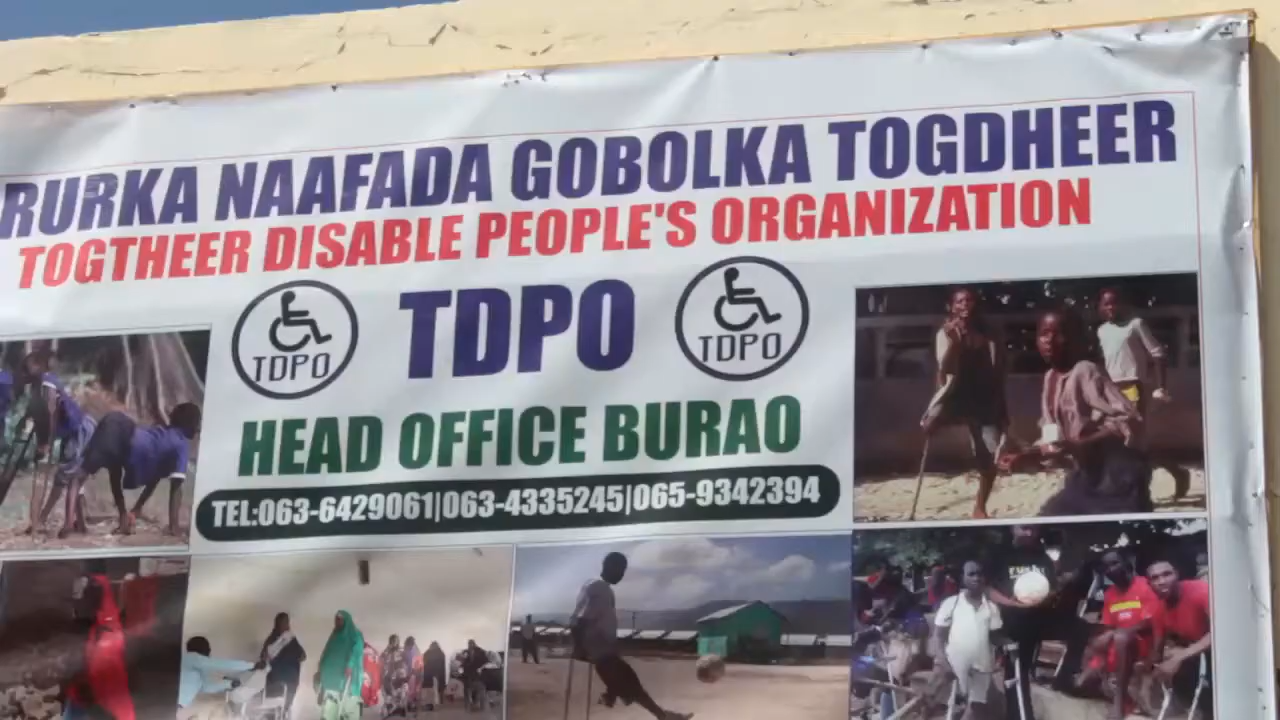 RURKA NAAFADA GOBOLKA TOGDHEER
TOGTHEER DISABLE PEOPLE'S ORGANIZATION
TDPO
TDPO
TDPO
HEAD OFFICE BURAO
TEL:063-6429061|063-4335245|065-9342394